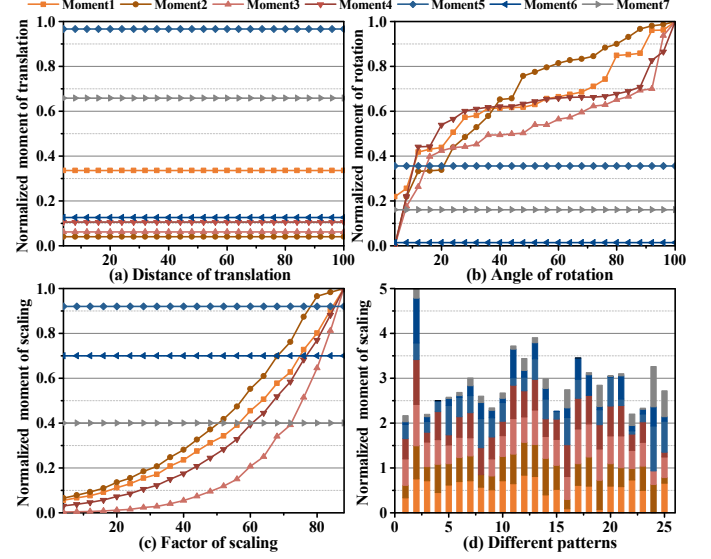 Moment1 Moment2 Moment3 Moment4 Moment5 Moment6 Moment7
Normalized moment of translation
1.0
0.8
0.6
0.4
0.2
0.0
20 40 60 80 100
(a) Distance of translation
Normalized moment of rotation
1.0
0.8
0.6
0.4
0.2
0.0
20 40 60 80 100
(b) Angle of rotation
Normalized moment of scaling
1.0
0.8
0.6
0.4
0.2
0.0
20 40 60 80
(c) Factor of scaling
Normalized moment of scaling
5
4
3
2
1
0
0 5 10 15 20 25
(d) Different patterns